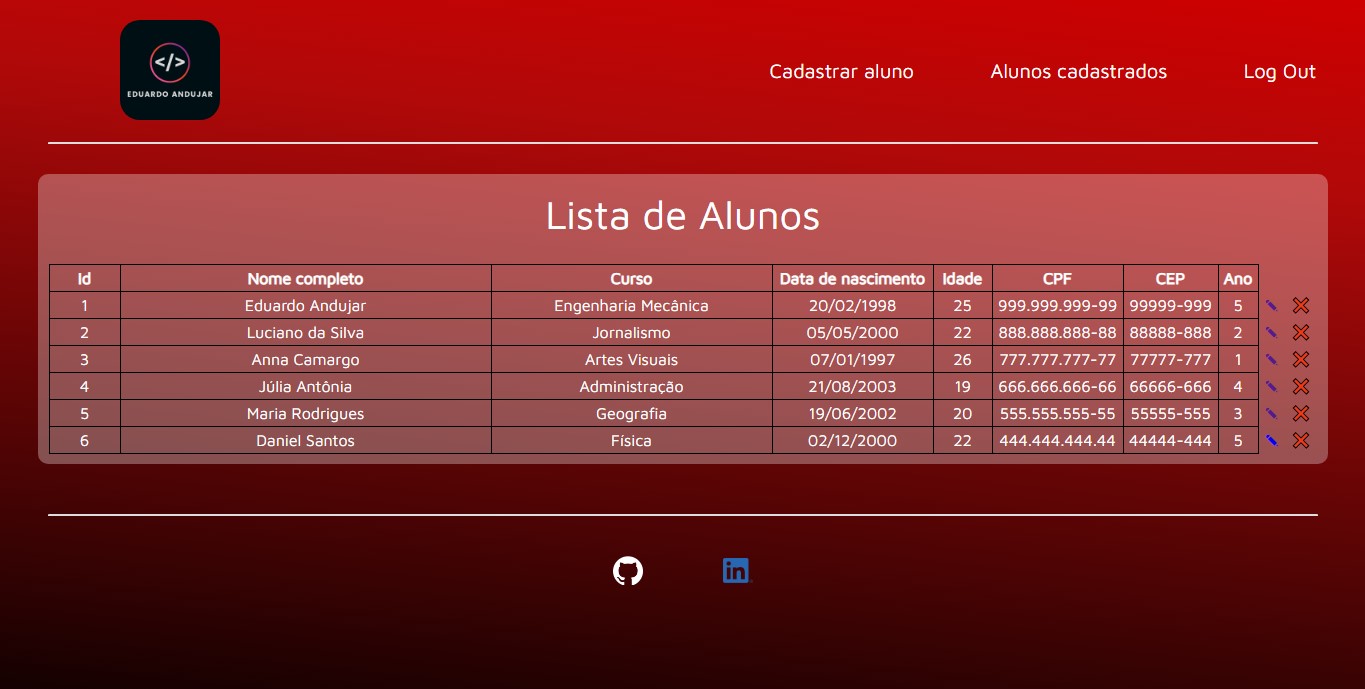 </>
EDUARDO ANDUJAR
Cadastrar aluno Alunos cadastrados Log Out
Lista de Alunos
Id Nome completo Curso Data de nascimento Idade CPF CEP Ano
1 Eduardo Andujar Engenharia Mecânica 20/02/1998 25 999.999.999-99 99999-999 5
2 Luciano da Silva Jornalismo 05/05/2000 22 888.888.888-88 88888-888 2
3 Anna Camargo Artes Visuais 07/01/1997 26 777.777.777-77 77777-777 1
4 Júlia Antônia Administração 21/08/2003 19 666.666.666-66 66666-666 4
5 Maria Rodrigues Geografia 19/06/2002 20 555.555.555-55 55555-555 3
6 Daniel Santos Física 02/12/2000 22 444.444.444.44 44444-444 5
in